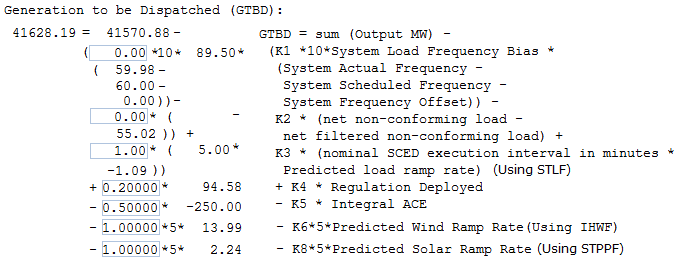 Generation to be Dispatched (GTBD):
41628.19 = 41570.88 - GTBD = sum (Output MW) -
( 0.00 *10* 89.50* (K1 *10*System Load Frequency Bias *
( 59.98 - (System Actual Frequency -
60.00 - System Scheduled Frequency -
0.00)) - System Frequency Offset)) -
0.00 * ( - K2 * (net non-conforming load -
55.02 )) + net filtered non-conforming load) +
1.00 * ( 5.00 * K3 * (nominal SCED execution interval in minutes *
-1.09 )) Predicted load ramp rate) (Using STLF)
+ 0.20000 * 94.58 + K4 * Regulation Deployed
- 0.50000 * -250.00 - K5 * Integral ACE
- 1.00000 *5* 13.99 - K6*5*Predicted Wind Ramp Rate (Using IHWF)
- 1.00000 *5* 2.24 - K8*5*Predicted Solar Ramp Rate (Using STPPF)